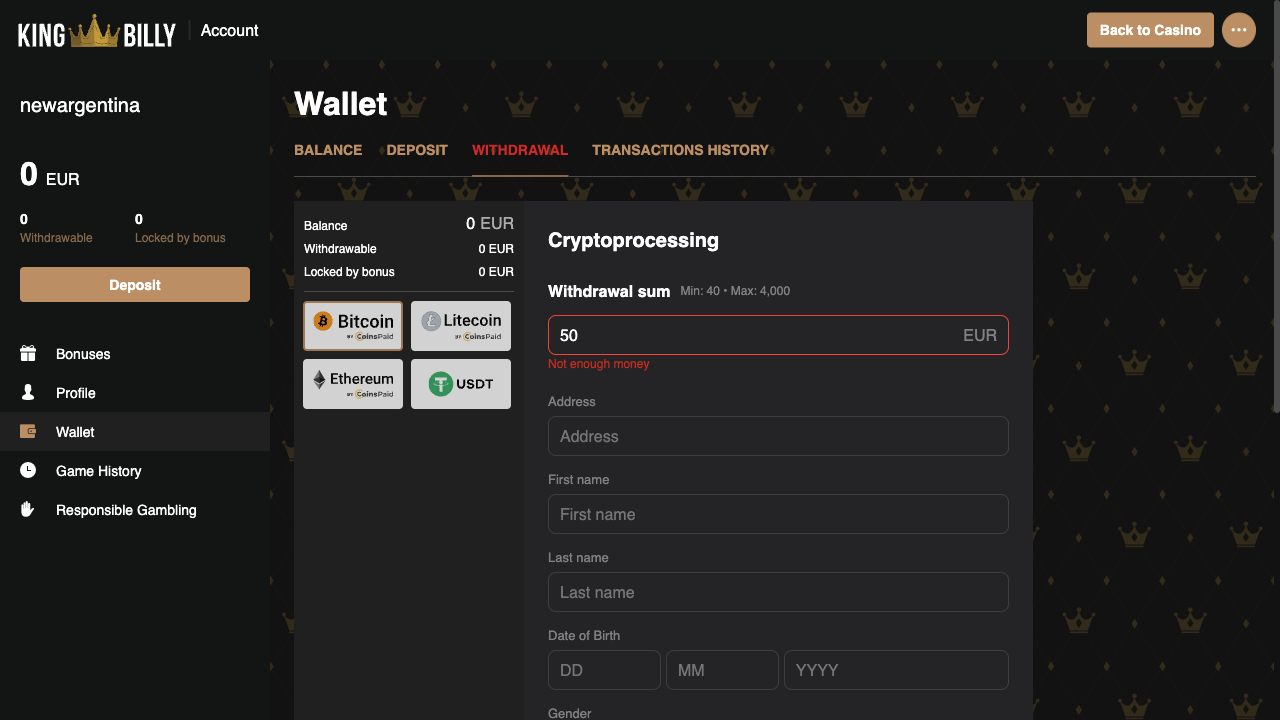 KING BILLY
Account
Back to Casino
newargentina
0 EUR
0
Withdrawable
0
Locked by bonus
Deposit
Bonuses
Profile
Wallet
Game History
Responsible Gambling
Wallet
BALANCE
DEPOSIT
WITHDRAWAL
TRANSACTIONS HISTORY
Balance 0 EUR
Withdrawable 0 EUR
Locked by bonus 0 EUR
Bitcoin
BY CoinsPaid
Litecoin
BY CoinsPaid
Ethereum
BY CoinsPaid
USDT
Cryptoprocessing
Withdrawal sum Min: 40 • Max: 4,000
50 EUR
Not enough money
Address
Address
First name
First name
Last name
Last name
Date of Birth
DD MM YYYY
Gender